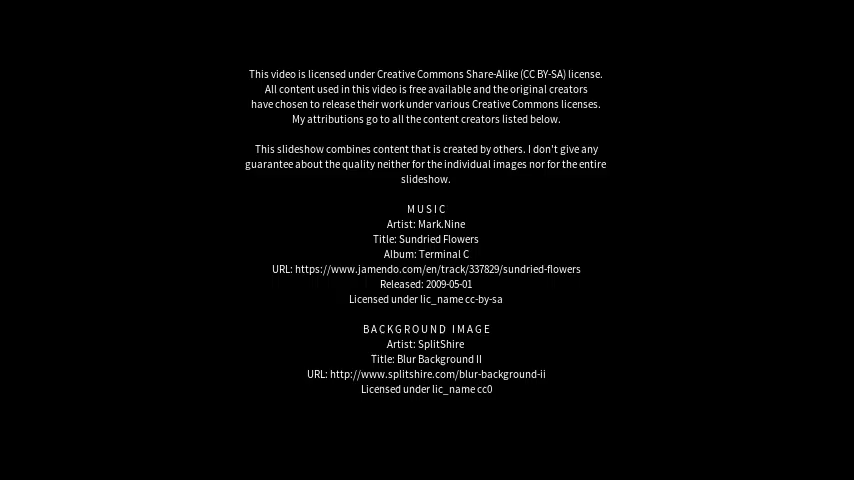 This video is licensed under Creative Commons Share-Alike (CC BY-SA) license.
All content used in this video is free available and the original creators
have chosen to release their work under various Creative Commons licenses.
My attributions go to all the content creators listed below.
This slideshow combines content that is created by others. I don't give any
guarantee about the quality neither for the individual images nor for the entire
slideshow.
MUSIC
Artist: Mark.Nine
Title: Sundried Flowers
Album: Terminal C
URL: https://www.jamendo.com/en/track/337829/sundried-flowers
Released: 2009-05-01
Licensed under lic_name cc-by-sa
BACKGROUND IMAGE
Artist: SplitShire
Title: Blur Background II
URL: http://www.splitshire.com/blur-background-ii
Licensed under lic_name cc0